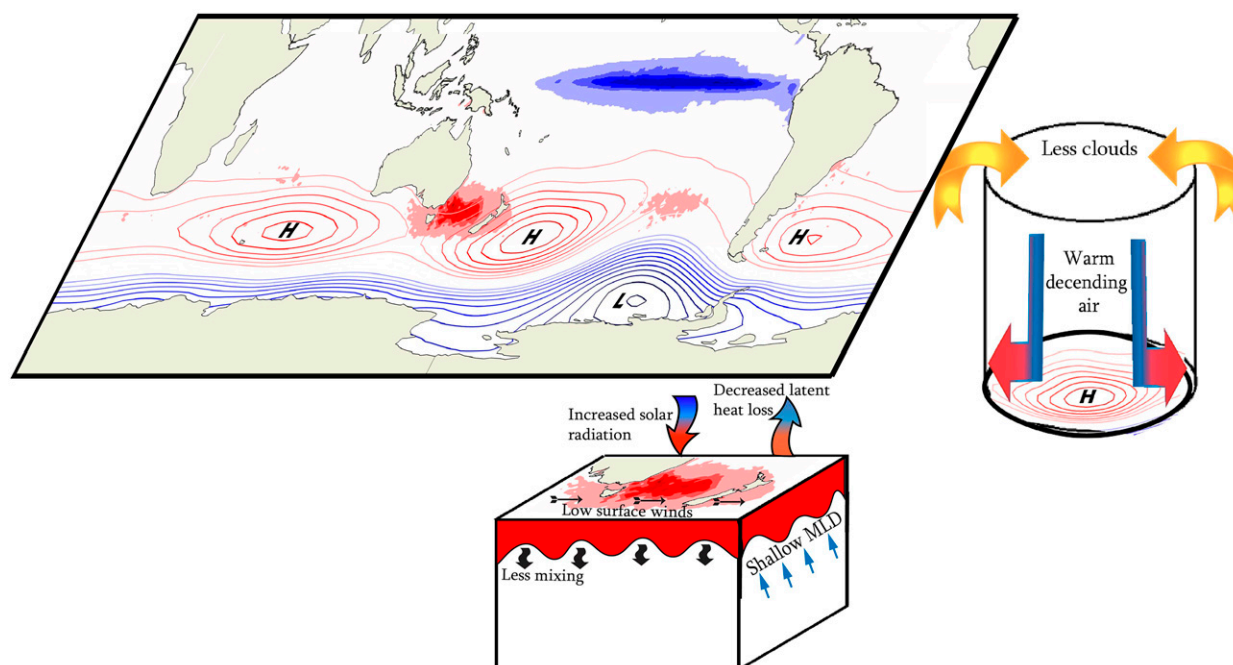 H
H
H
L
Less clouds
Warm
decending
air
H
Increased solar
radiation
Decreased latent
heat loss
Low surface winds
Less mixing
Shallow MLD